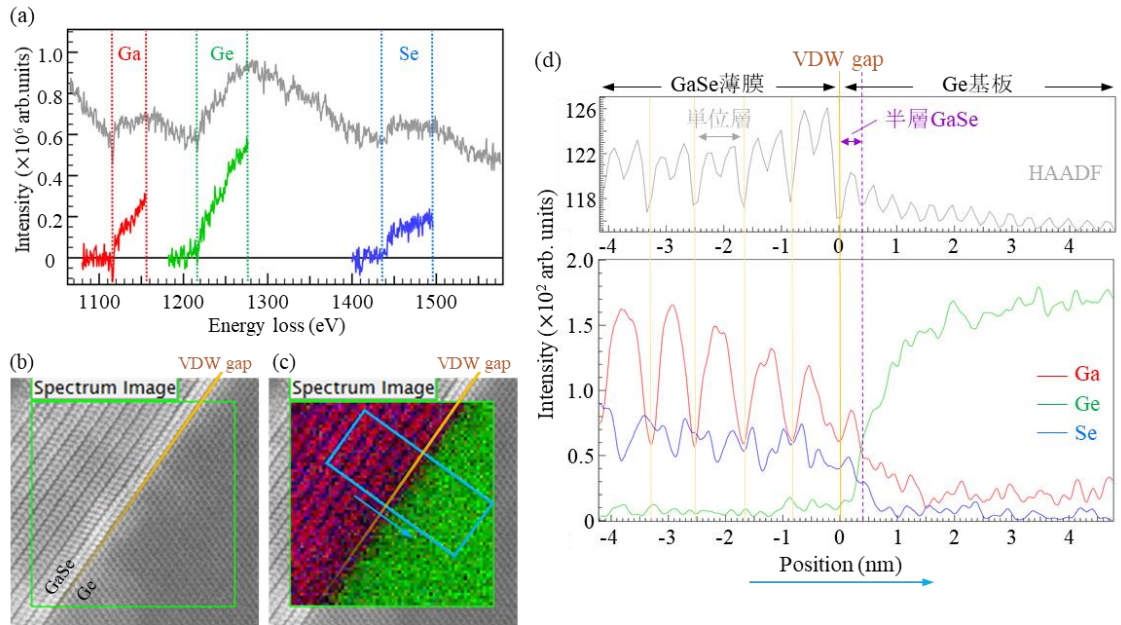 (a)
Ga
Ge
Se
Intensity (×10⁶ arb.units)
1.0
0.8
0.6
0.4
0.2
0
1100
1200
1300
1400
1500
Energy loss (eV)
(b)
VDW gap
Spectrum Image
GaSe
Ge
(c)
VDW gap
Spectrum Image
(d)
VDW gap
GaSe薄膜
Ge基板
単位層
半層GaSe
HAADF
126
122
118
-4
-3
-2
-1
0
1
2
3
4
Intensity (×10² arb. units)
2.0
1.5
1.0
0.5
0
Ga
Ge
Se
-4
-3
-2
-1
0
1
2
3
4
Position (nm)